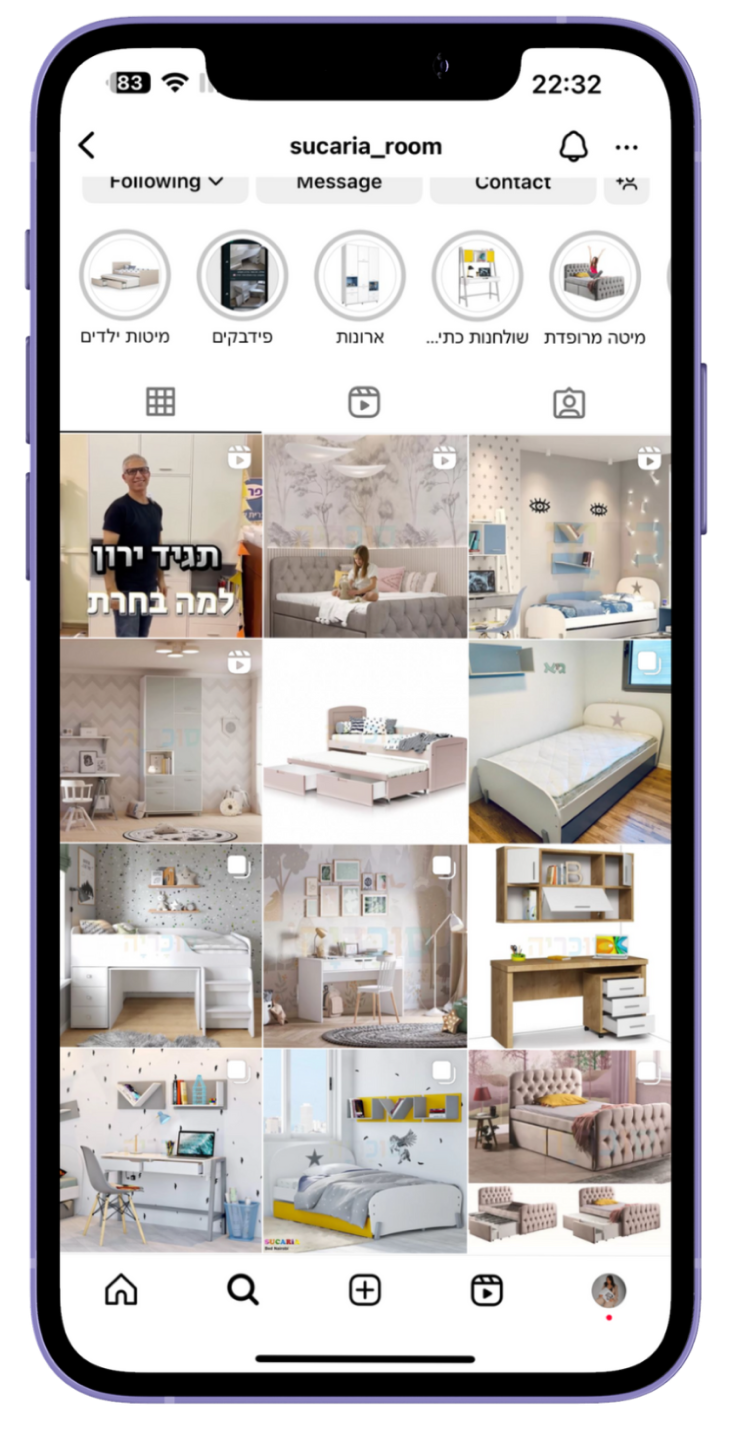 83
22:32
sucaria_room
Following
Message
Contact
מיטות ילדים
פידבקים
ארונות
שולחנות כתי...
מיטה מרופדת
תגיד ירון
למה בחרת
סוכריה
SUCARIA